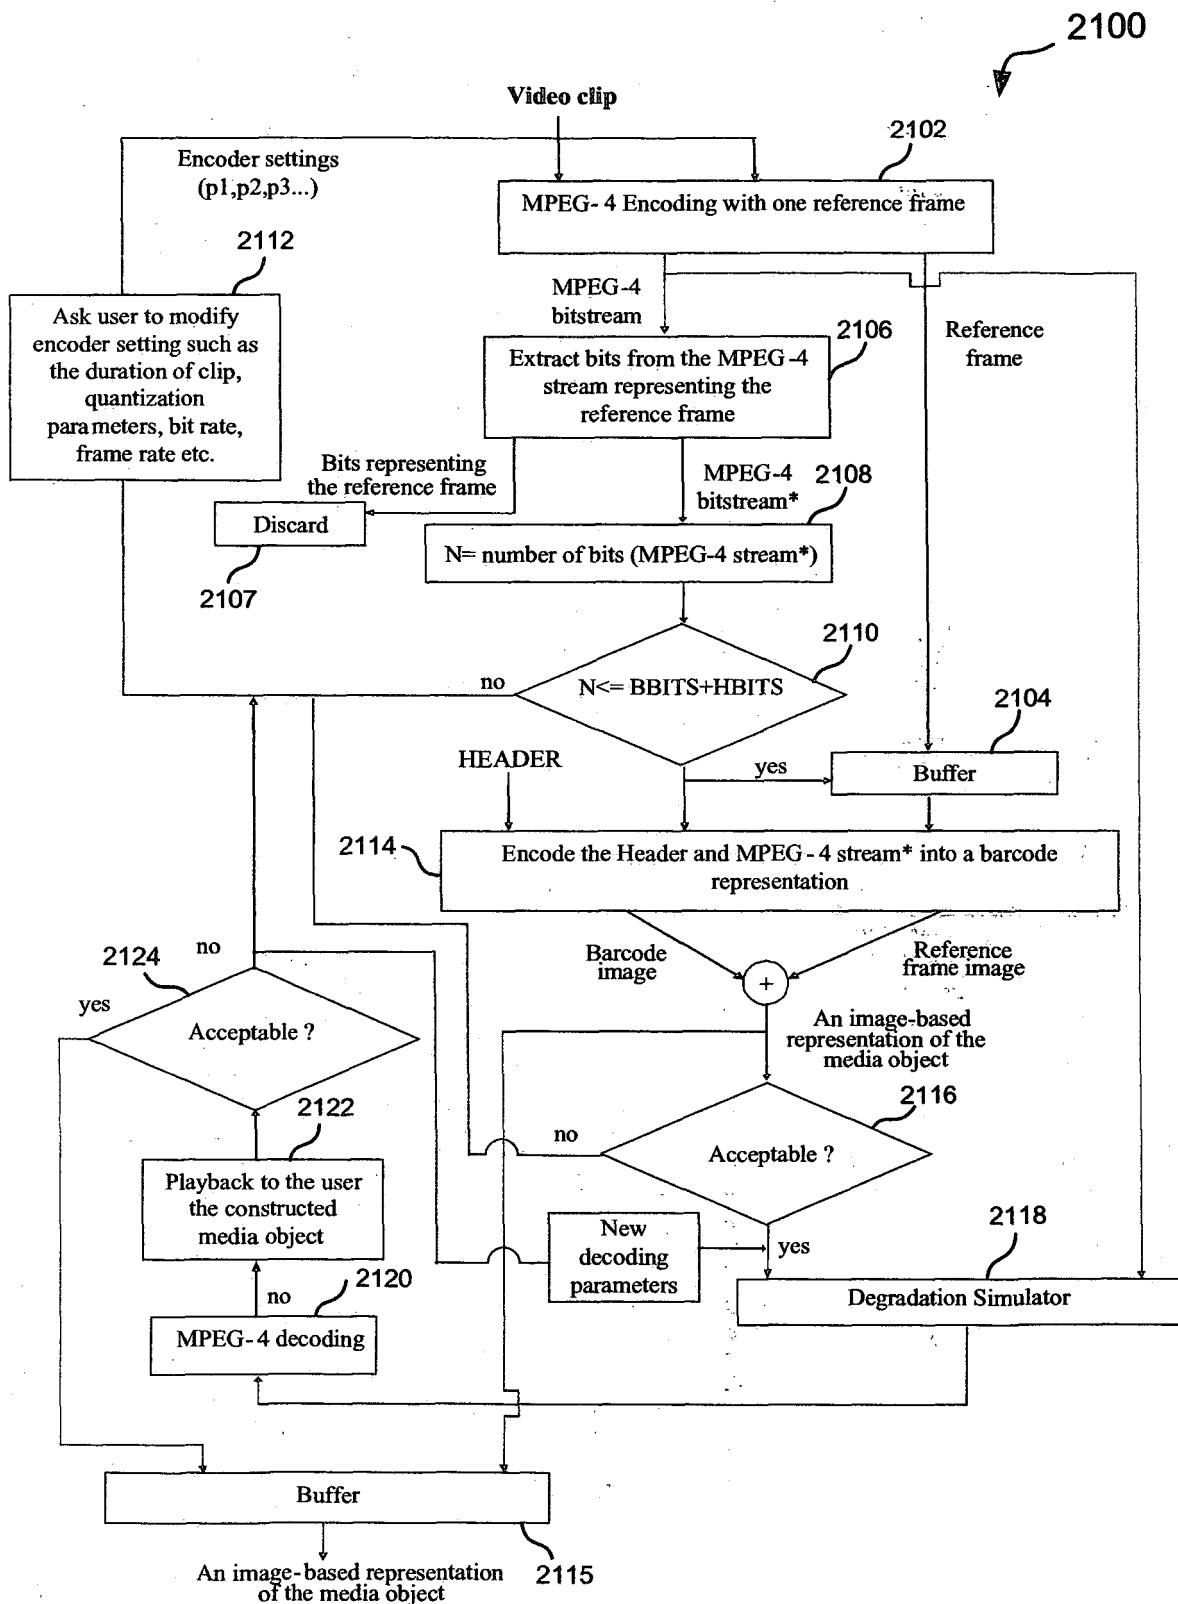 2100
Video clip
2102
Encoder settings
(p1,p2,p3...)
MPEG-4 Encoding with one reference frame
2112
Ask user to modify
encoder setting such as
the duration of clip,
quantization
parameters, bit rate,
frame rate etc.
MPEG-4
bitstream
Reference
frame
2106
Extract bits from the MPEG-4
stream representing the
reference frame
Bits representing
the reference frame
MPEG-4
bitstream*
2108
Discard
2107
N= number of bits (MPEG-4 stream*)
2110
no
N<= BBITS+HBITS
2104
HEADER
yes
Buffer
2114
Encode the Header and MPEG-4 stream* into a barcode
representation
Barcode
image
Reference
frame image
+
2124
no
yes
Acceptable ?
An image-based
representation of the
media object
2116
2122
no
Acceptable ?
Playback to the user
the constructed
media object
New
decoding
parameters
yes
2118
2120
no
Degradation Simulator
MPEG-4 decoding
Buffer
2115
An image-based representation
of the media object